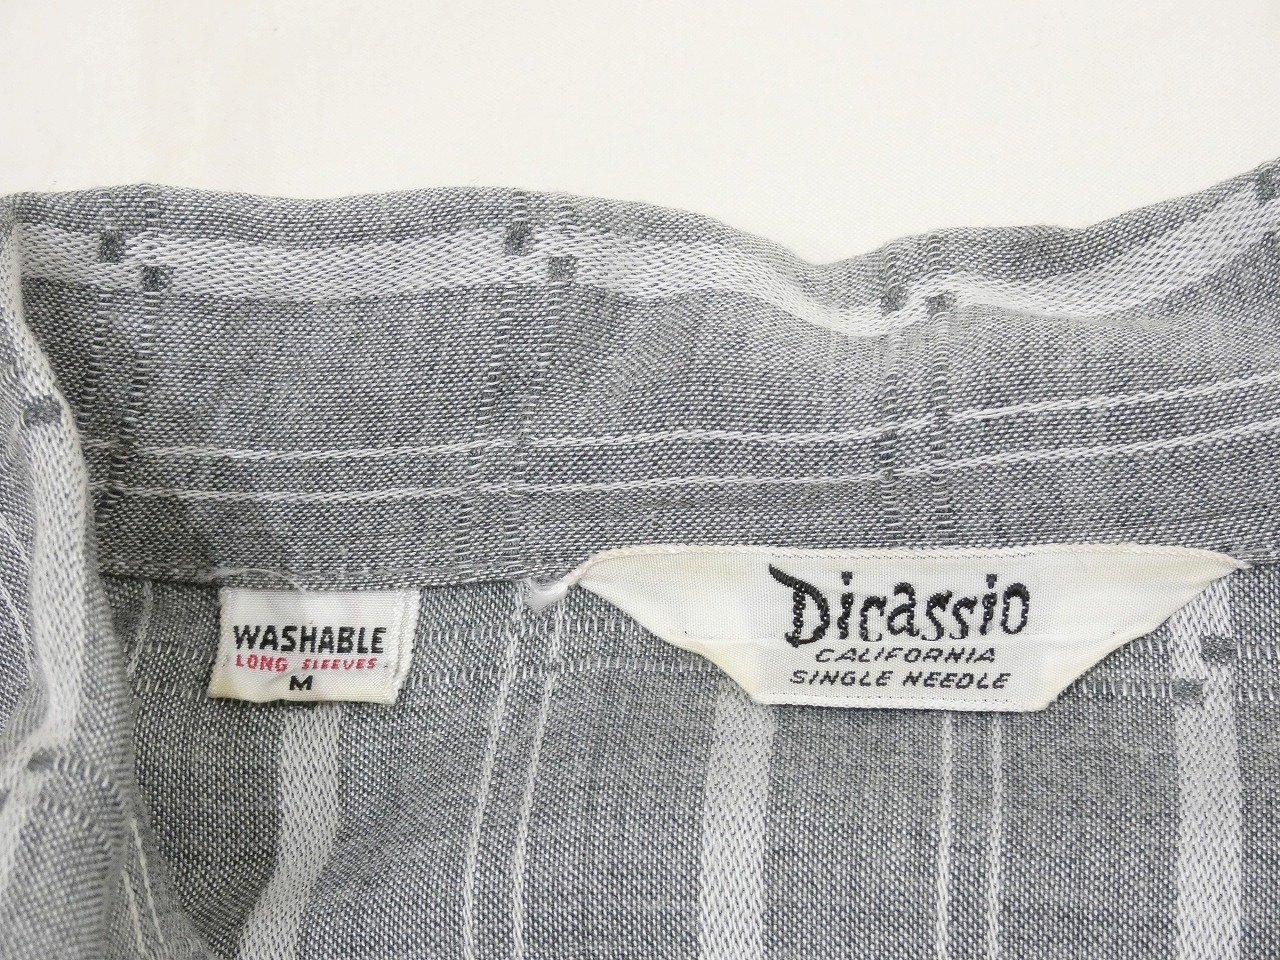 WASHABLE
LONG SLEEVES
M
Dicassio
CALIFORNIA
SINGLE NEEDLE